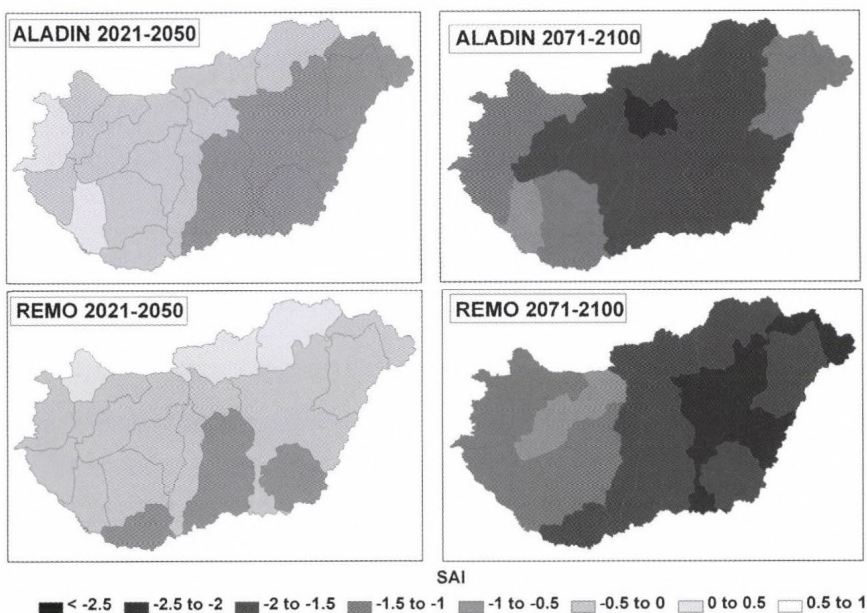 ALADIN 2021-2050
ALADIN 2071-2100
REMO 2021-2050
REMO 2071-2100
SAI
< -2.5
-2.5 to -2
-2 to -1.5
-1.5 to -1
-1 to -0.5
-0.5 to 0
0 to 0.5
0.5 to